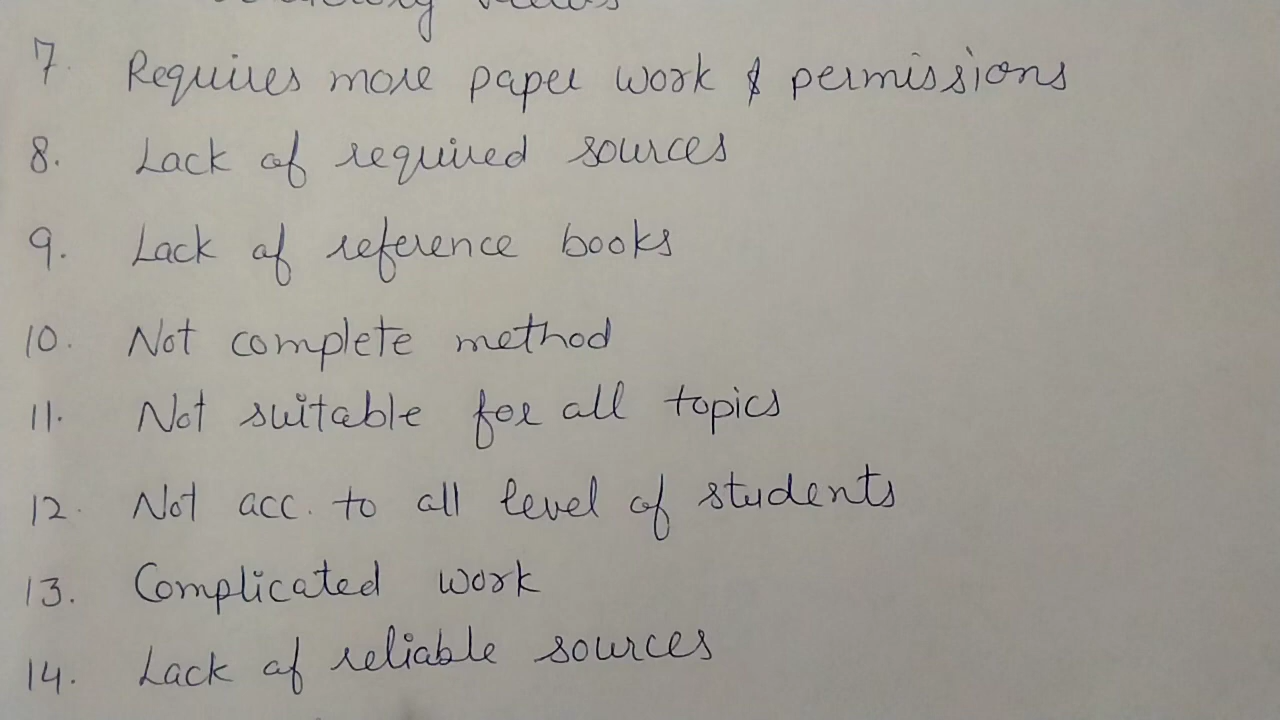 7. Requires more paper work & permissions
8. Lack of required sources
9. Lack of reference books
10. Not complete method
11. Not suitable for all topics
12. Not acc. to all level of students
13. Complicated work
14. Lack of reliable sources